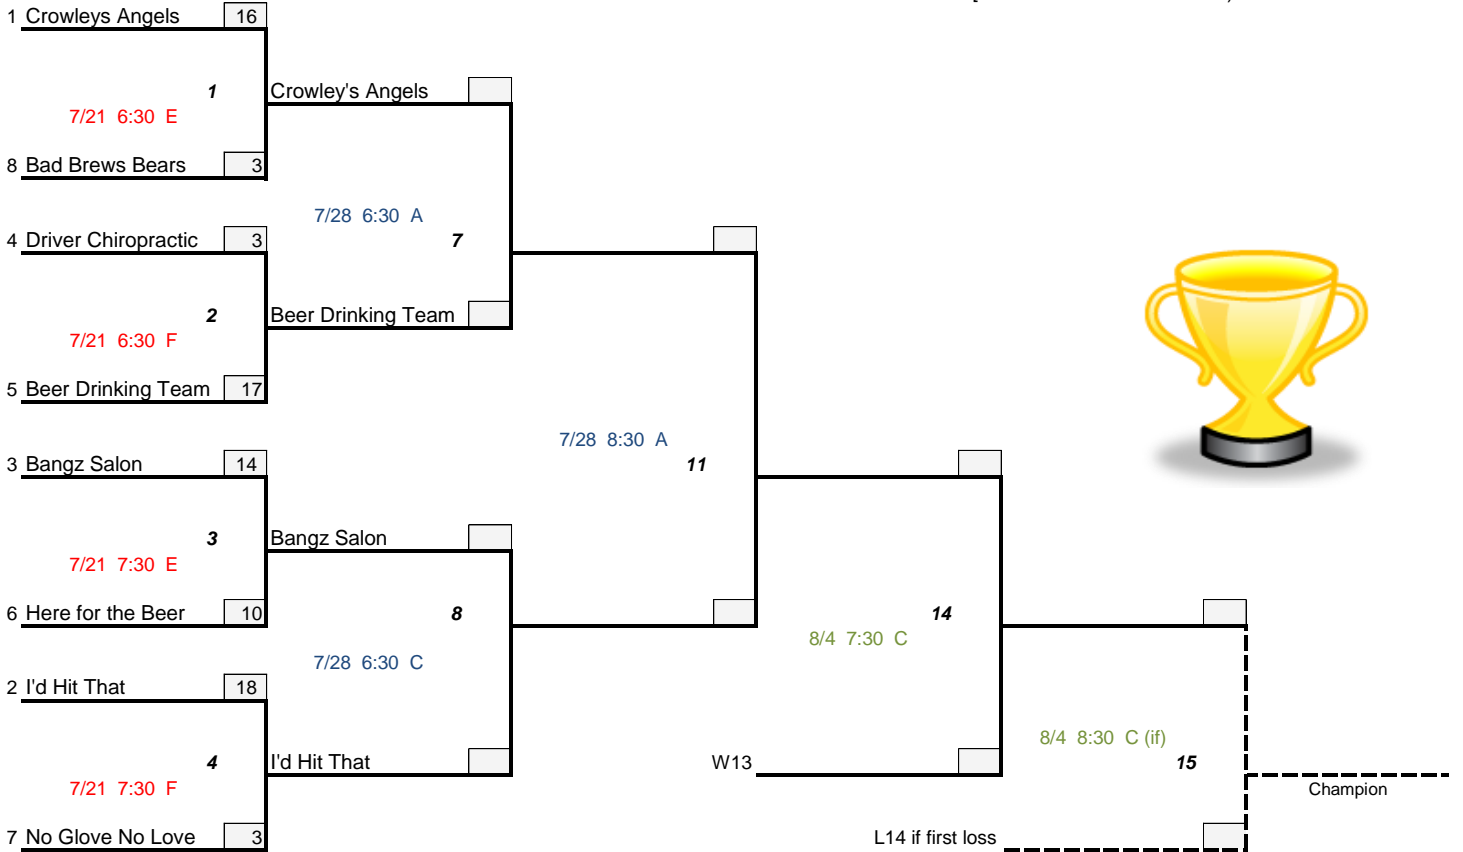 1 Crowleys Angels 16
1 Crowley's Angels
7/21 6:30 E
8 Bad Brews Bears 3
7/28 6:30 A
4 Driver Chiropractic 3
7
2 Beer Drinking Team
7/21 6:30 F
5 Beer Drinking Team 17
7/28 8:30 A
3 Bangz Salon 14
11
3 Bangz Salon
7/21 7:30 E
6 Here for the Beer 10
8
14
8/4 7:30 C
7/28 6:30 C
2 I'd Hit That 18
8/4 8:30 C (if)
4 I'd Hit That
W13
15
7/21 7:30 F
Champion
7 No Glove No Love 3
L14 if first loss